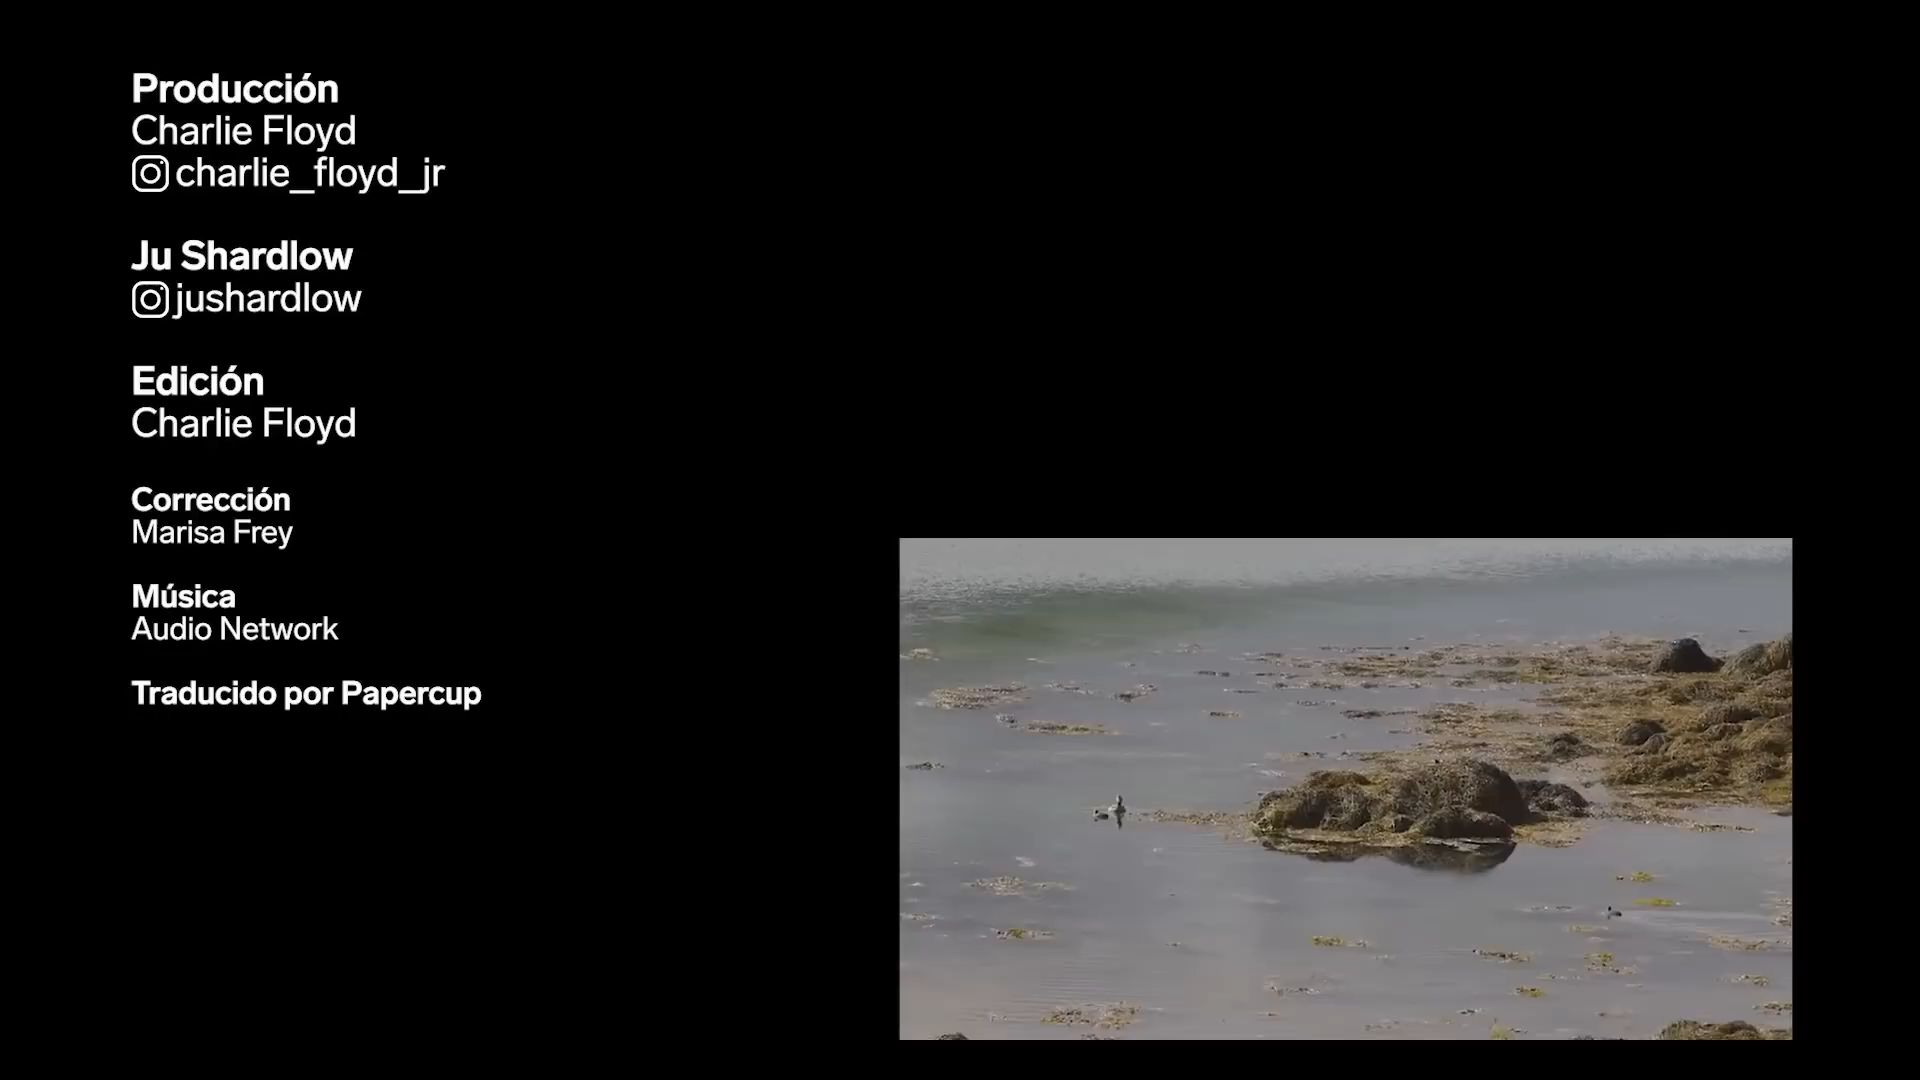 Producción
Charlie Floyd
charlie_floyd_jr
Ju Shardlow
jushardlow
Edición
Charlie Floyd
Corrección
Marisa Frey
Música
Audio Network
Traducido por Papercup